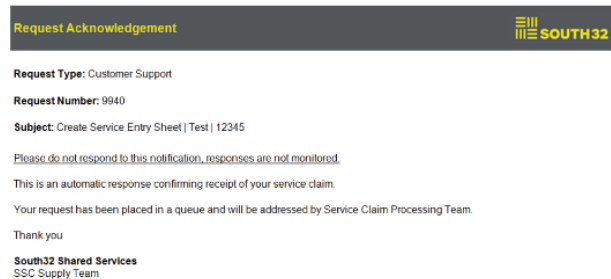 Request Acknowledgement
SOUTH32
Request Type: Customer Support
Request Number: 9940
Subject: Create Service Entry Sheet | Test | 12345
Please do not respond to this notification, responses are not monitored.
This is an automatic response confirming receipt of your service claim.
Your request has been placed in a queue and will be addressed by Service Claim Processing Team.
Thank you
South32 Shared Services
SSC Supply Team